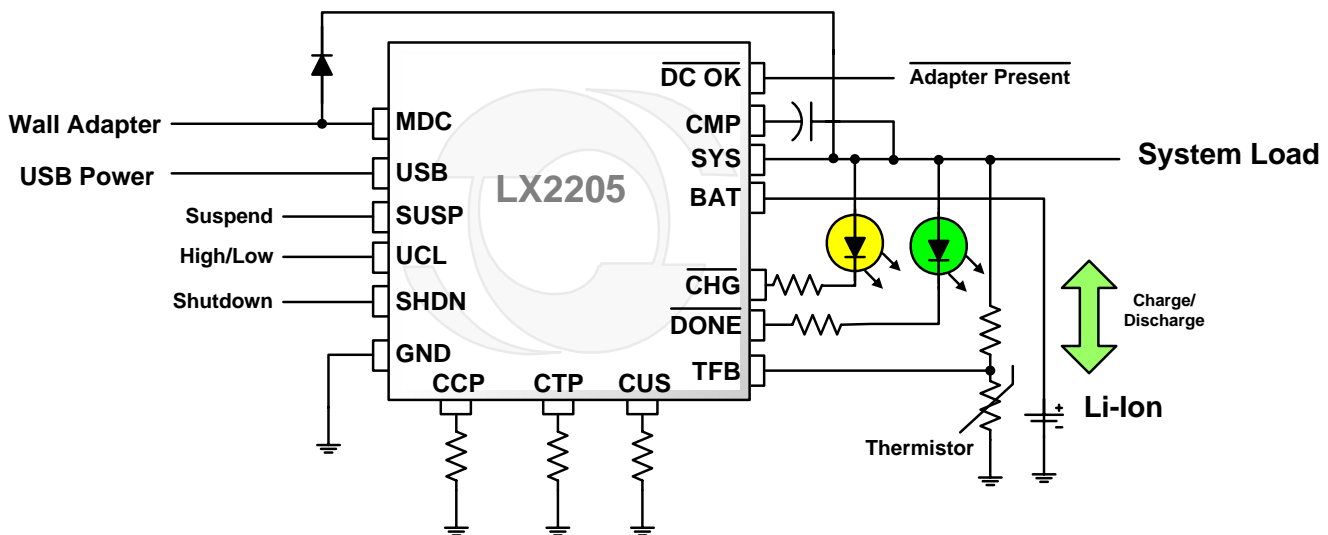 DC OK
Adapter Present
Wall Adapter
MDC
CMP
SYS
System Load
USB Power
USB
LX2205
BAT
Suspend
SUSP
High/Low
UCL
CHG
Shutdown
SHDN
Charge/
Discharge
DONE
GND
TFB
CCP
CTP
CUS
Li-Ion
+
-
Thermistor